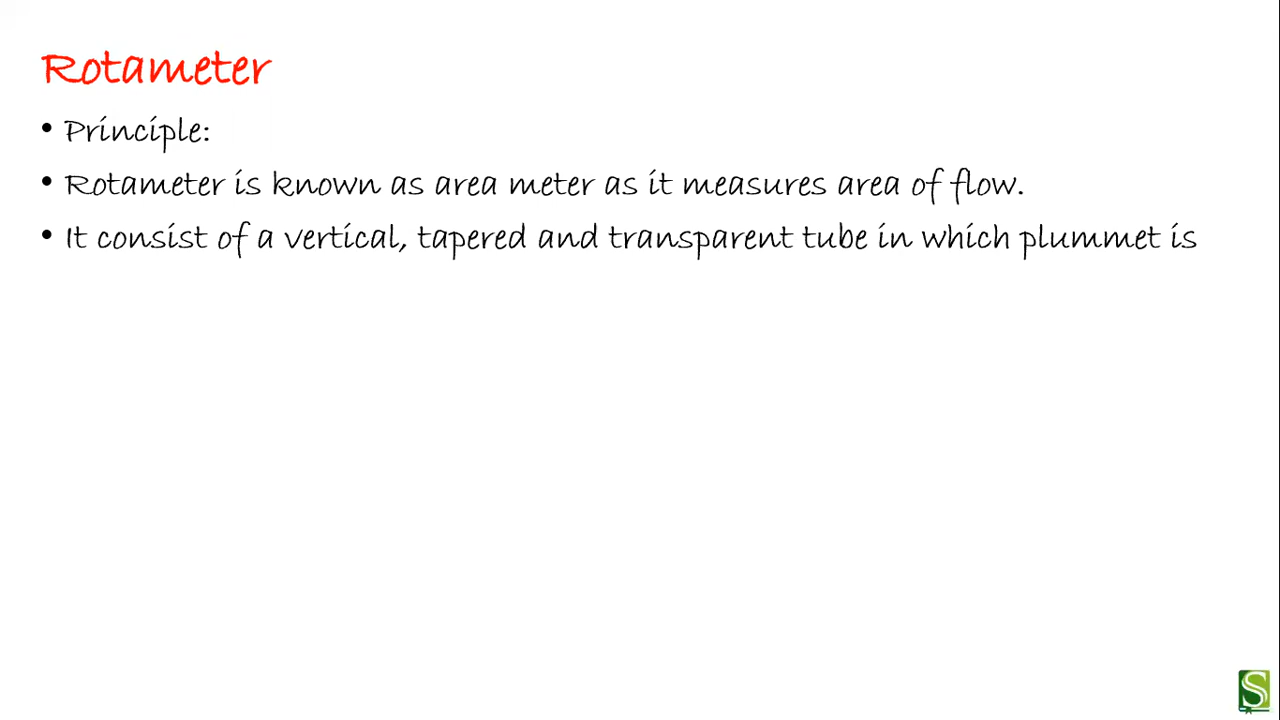 Rotameter
• Principle:
• Rotameter is known as area meter as it measures area of flow.
• It consist of a vertical, tapered and transparent tube in which plummet is
S